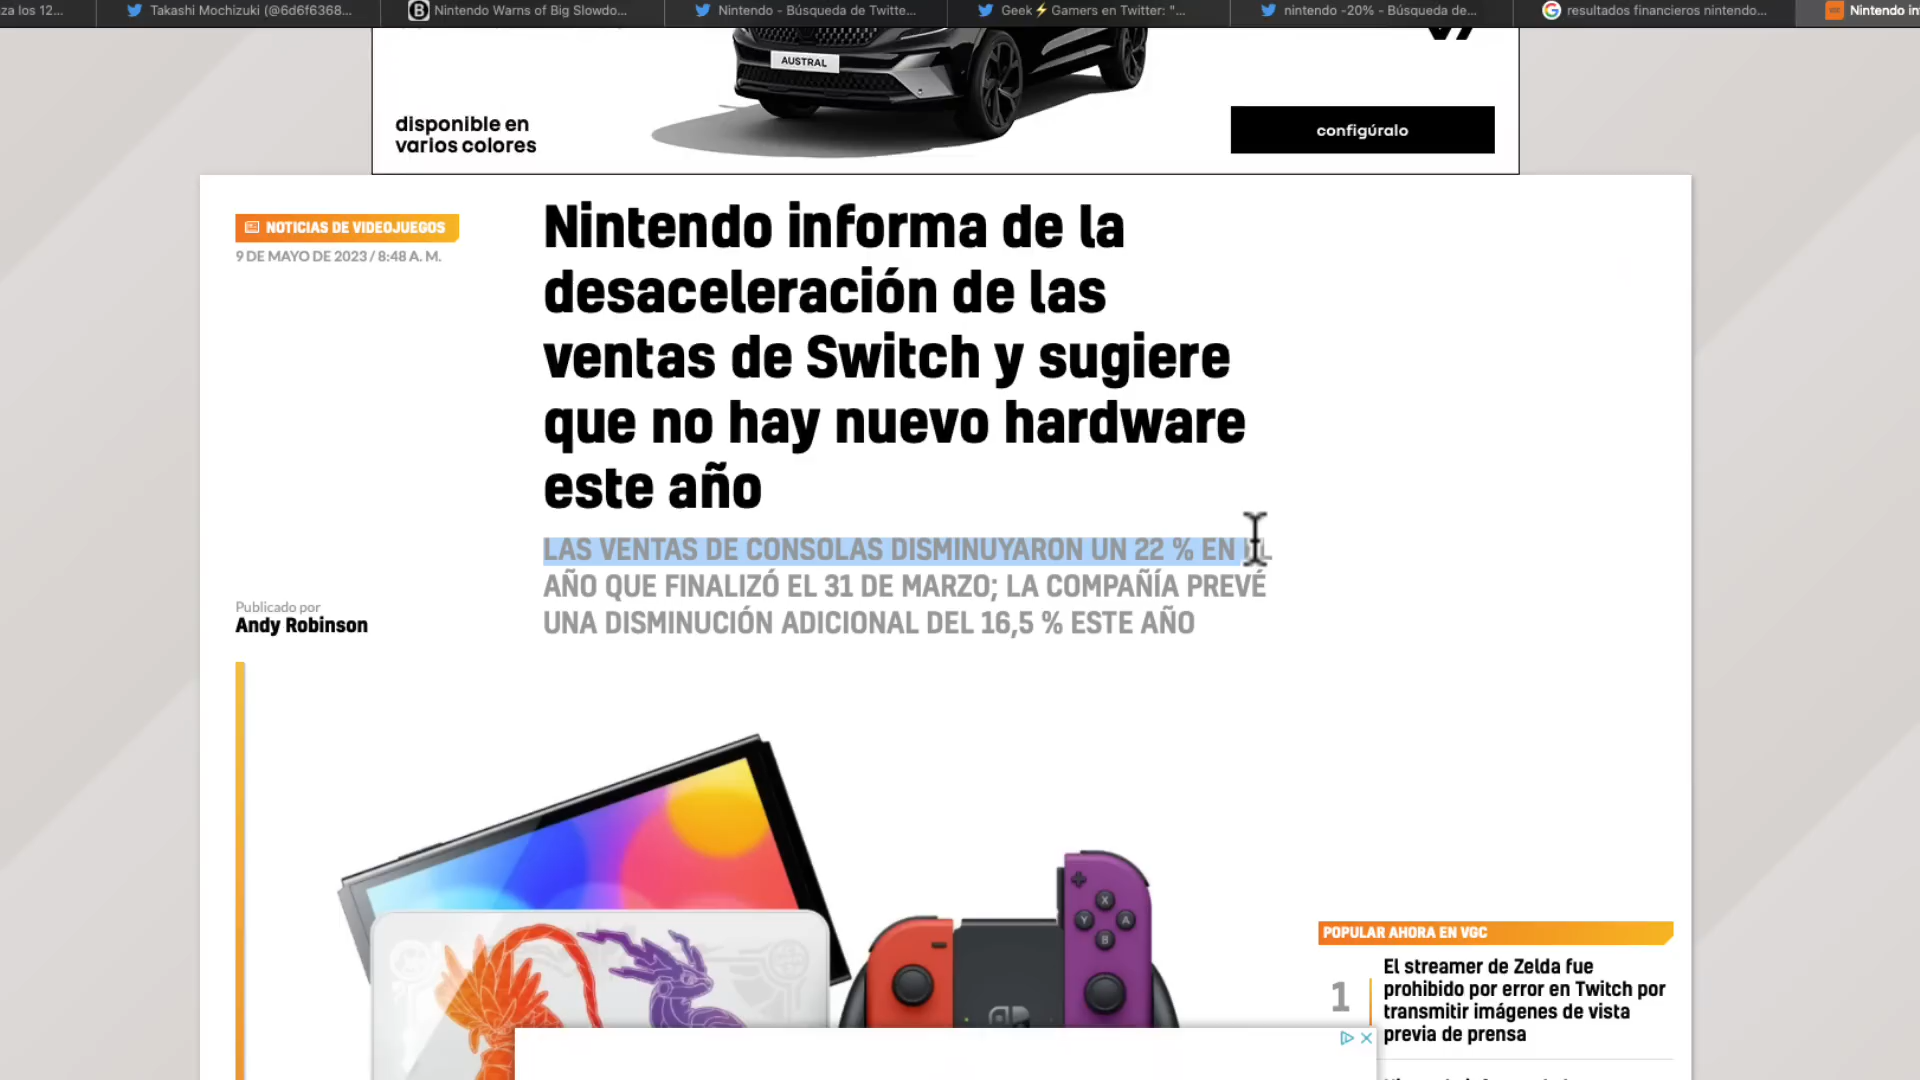 za los 12...
Takashi Mochizuki (@6d6f6368...
Nintendo Warns of Big Slowdo...
Nintendo - Búsqueda de Twitte...
Geek⚡Gamers en Twitter: "...
nintendo -20% - Búsqueda de...
resultados financieros nintendo...
Nintendo in
AUSTRAL
disponible en
varios colores
configúralo
NOTICIAS DE VIDEOJUEGOS
9 DE MAYO DE 2023 / 8:48 A. M.
Nintendo informa de la
desaceleración de las
ventas de Switch y sugiere
que no hay nuevo hardware
este año
LAS VENTAS DE CONSOLAS DISMINUYARON UN 22 % EN EL
AÑO QUE FINALIZÓ EL 31 DE MARZO; LA COMPAÑÍA PREVÉ
UNA DISMINUCIÓN ADICIONAL DEL 16,5 % ESTE AÑO
Publicado por
Andy Robinson
X
Y A
B
POPULAR AHORA EN VGC
1
El streamer de Zelda fue
prohibido por error en Twitch por
transmitir imágenes de vista
previa de prensa